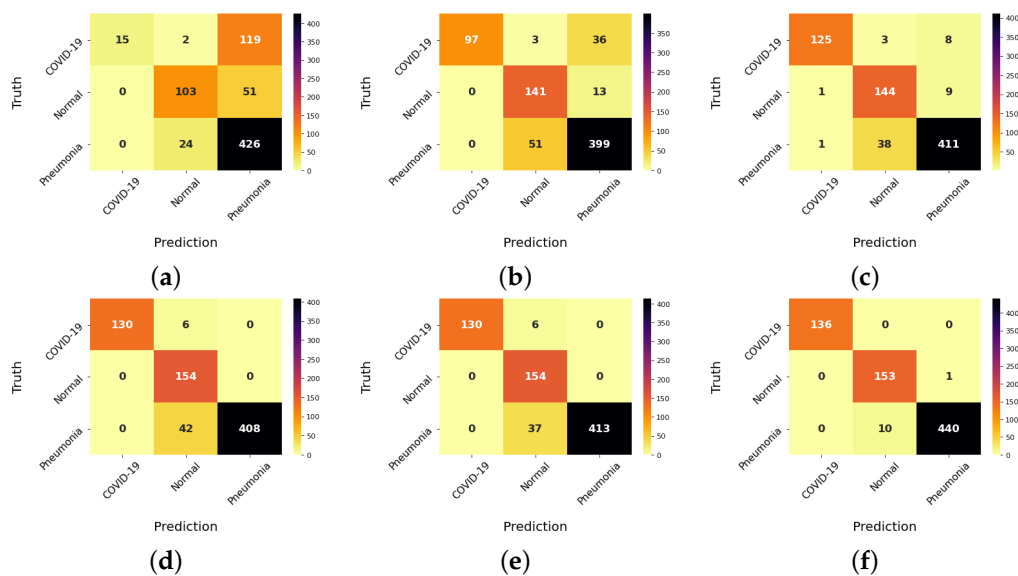 COVID-19 15 2 119
Normal 0 103 51
Pneumonia 0 24 426
Truth
COVID-19 Normal Pneumonia
Prediction
400
350
300
250
200
150
100
50
0
(a)
COVID-19 97 3 36
Normal 0 141 13
Pneumonia 0 51 399
Truth
COVID-19 Normal Pneumonia
Prediction
350
300
250
200
150
100
50
0
(b)
COVID-19 125 3 8
Normal 1 144 9
Pneumonia 1 38 411
Truth
COVID-19 Normal Pneumonia
Prediction
400
350
300
250
200
150
100
50
(c)
COVID-19 130 6 0
Normal 0 154 0
Pneumonia 0 42 408
Truth
COVID-19 Normal Pneumonia
Prediction
400
350
300
250
200
150
100
50
0
(d)
COVID-19 130 6 0
Normal 0 154 0
Pneumonia 0 37 413
Truth
COVID-19 Normal Pneumonia
Prediction
400
350
300
250
200
150
100
50
0
(e)
COVID-19 136 0 0
Normal 0 153 1
Pneumonia 0 10 440
Truth
COVID-19 Normal Pneumonia
Prediction
400
300
200
100
0
(f)